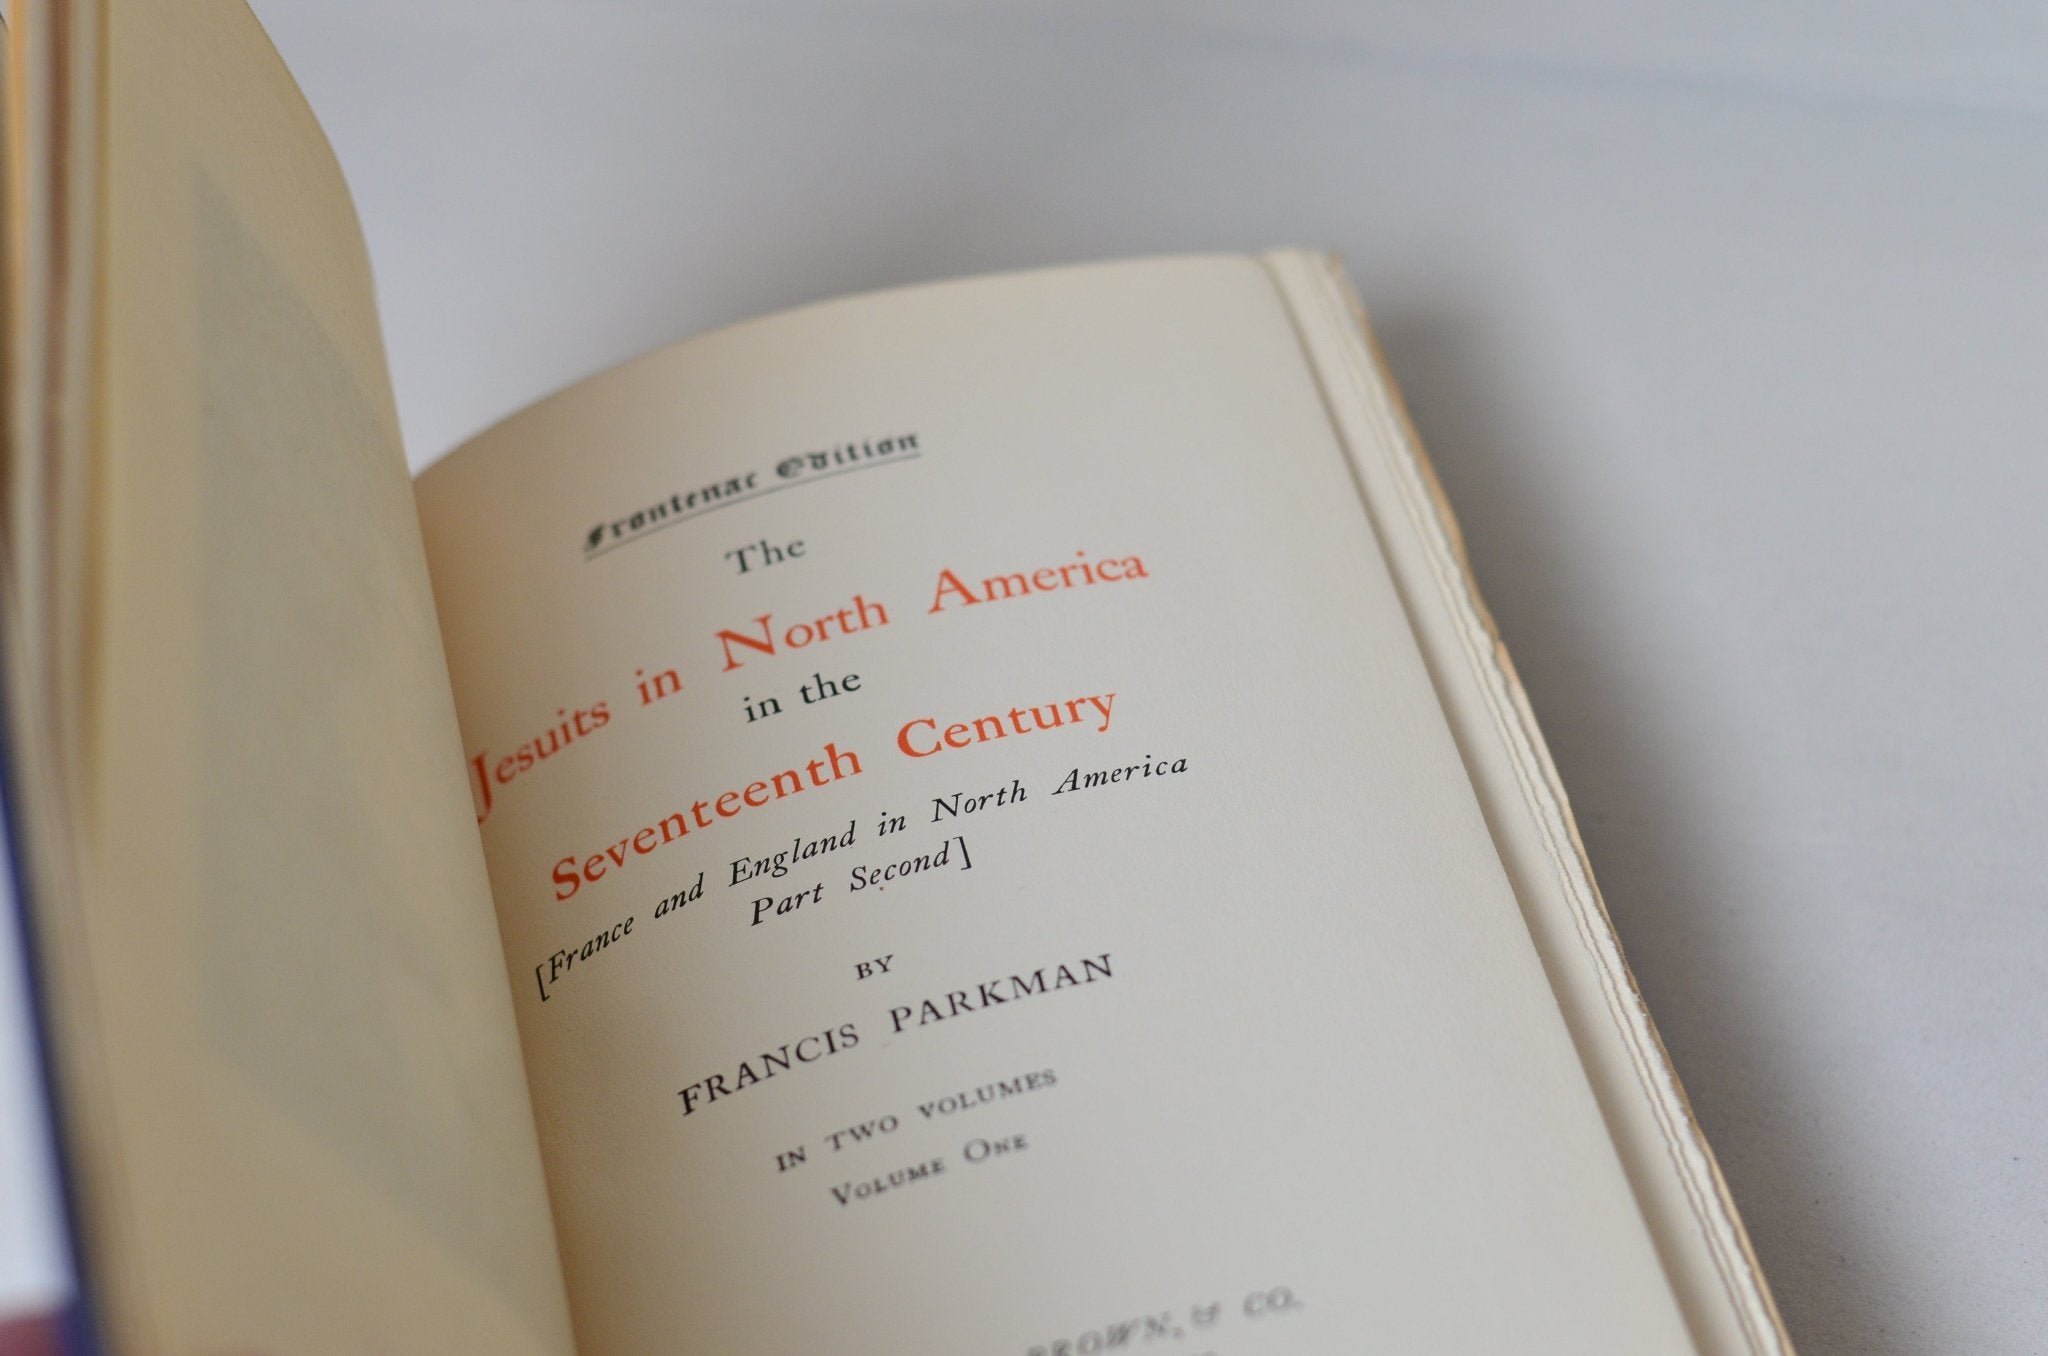 Frontenac Edition
The
Jesuits in North America
in the
Seventeenth Century
[France and England in North America
Part Second]
BY
FRANCIS PARKMAN
IN TWO VOLUMES
VOLUME ONE
BROWN, & CO.